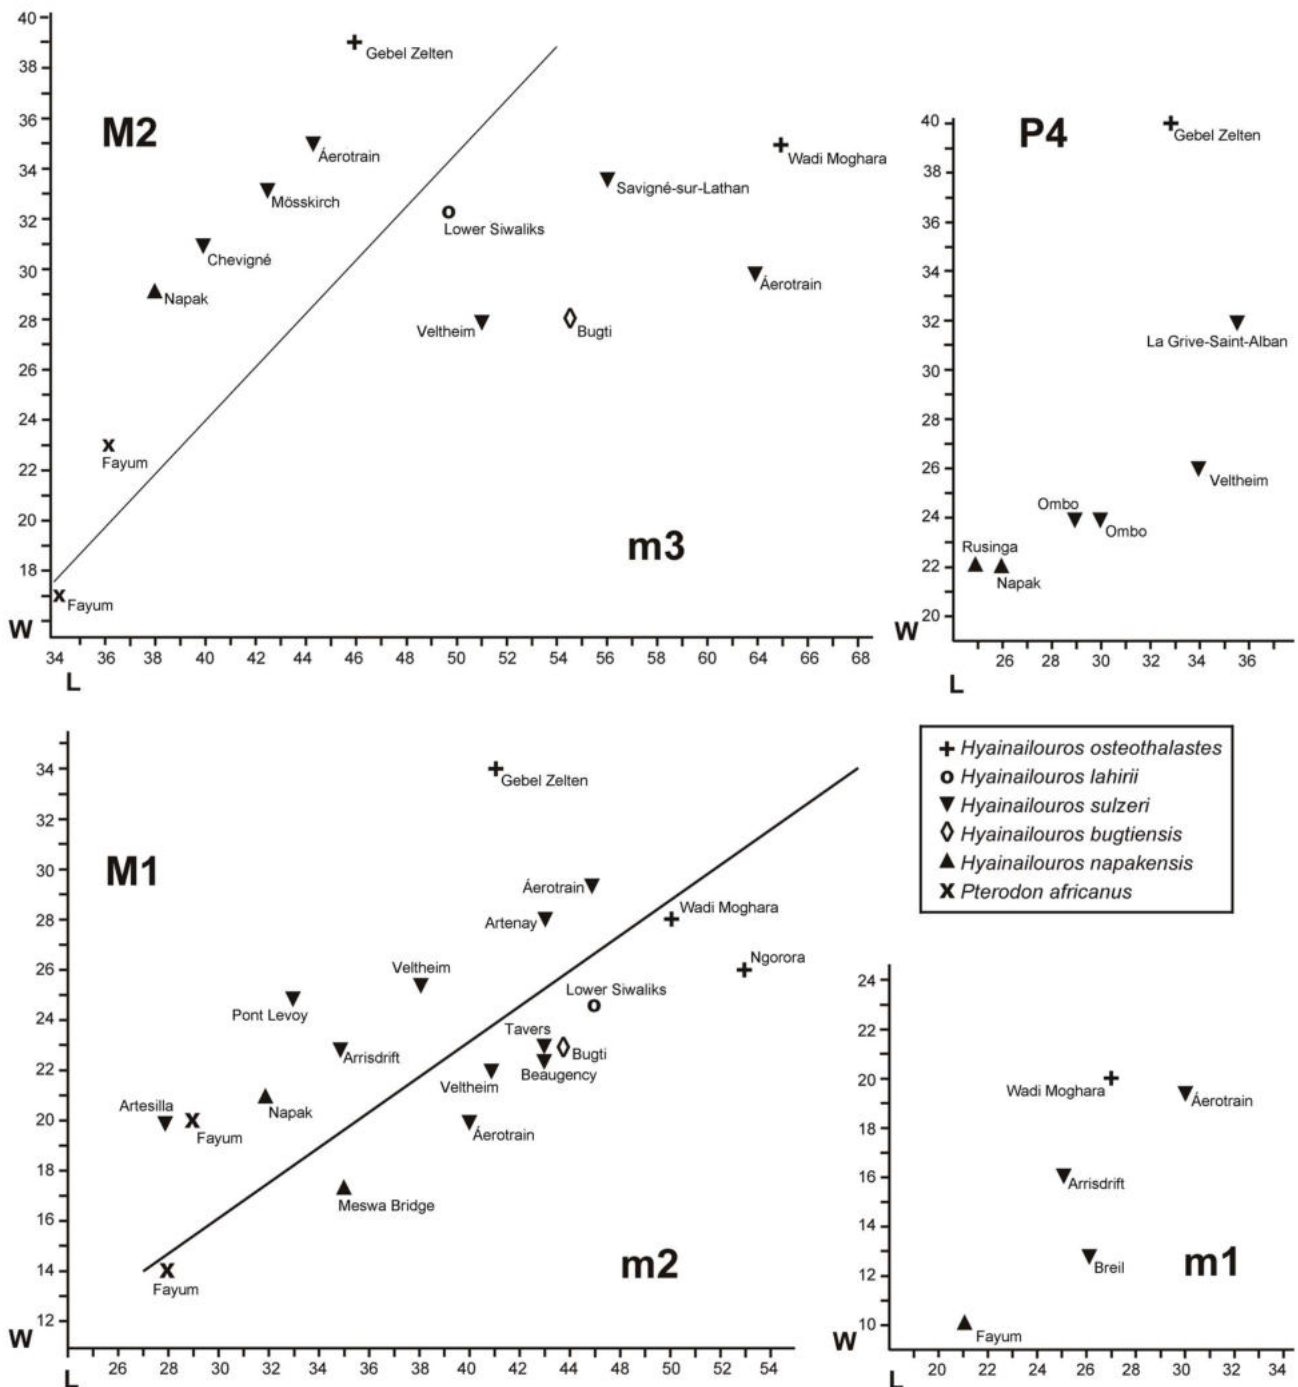 40
38
36
34
32
30
28
26
24
22
20
18
W
34 36 38 40 42 44 46 48 50 52 54 56 58 60 62 64 66 68
L
M2
m3
Gebel Zelten
Áerotrain
Mösskirch
Chevigné
Napak
Fayum
Fayum
Wadi Moghara
Savigné-sur-Lathan
Lower Siwaliks
Áerotrain
Veltheim
Bugti
P4
40
38
36
34
32
30
28
26
24
22
20
W
26 28 30 32 34 36
L
Gebel Zelten
La Grive-Saint-Alban
Veltheim
Ombo
Ombo
Rusinga
Napak
M1
m2
34
32
30
28
26
24
22
20
18
16
14
12
W
26 28 30 32 34 36 38 40 42 44 46 48 50 52 54
L
Gebel Zelten
Áerotrain
Artenay
Wadi Moghara
Ngorora
Veltheim
Lower Siwaliks
Pont Levoy
Tavers
Arrisdrift
Bugti
Beaugency
Veltheim
Artesilla
Napak
Fayum
Áerotrain
Meswa Bridge
Fayum
+ Hyainailouros osteothalastes
o Hyainailouros lahirii
▼ Hyainailouros sulzeri
◊ Hyainailouros bugtiensis
▲ Hyainailouros napakensis
x Pterodon africanus
24
22
20
18
16
14
12
10
W
20 22 24 26 28 30 32 34
L
m1
Wadi Moghara
Áerotrain
Arrisdrift
Breil
Fayum